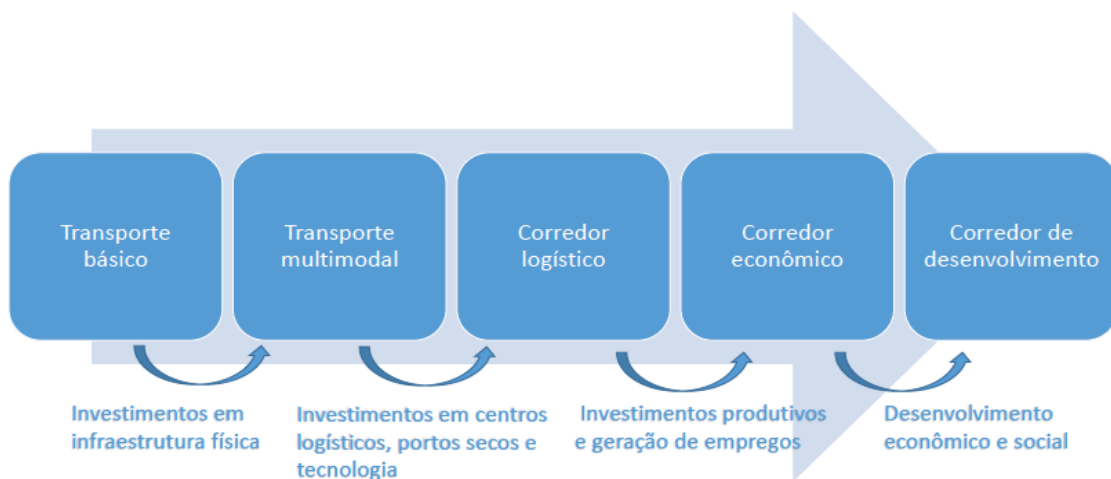 Transporte
básico
Transporte
multimodal
Corredor
logístico
Corredor
econômico
Corredor de
desenvolvimento
Investimentos em
infraestrutura física
Investimentos em centros
logísticos, portos secos e
tecnologia
Investimentos produtivos
e geração de empregos
Desenvolvimento
econômico e social